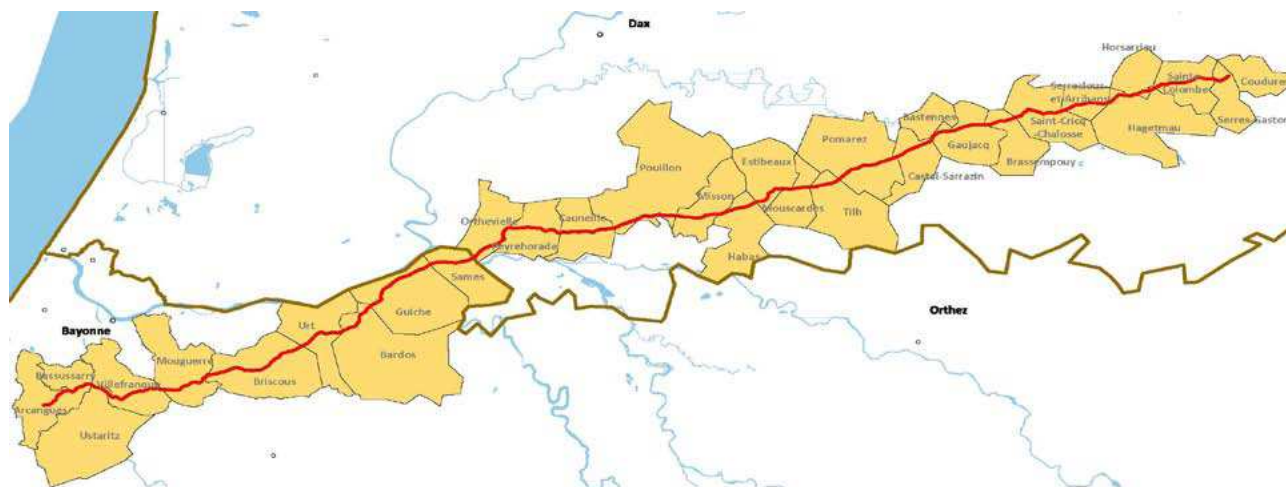 Dax
Horsarrieu
Coudures
Sainte
Colombe
Serreslous
et Arribans
Serres-Gaston
Hagetmau
Saint-Cricq
-Chalosse
Bastennes
Gaujacq
Brassempouy
Pomarez
Castel-Sarrazin
Estibeaux
Pouillon
Misson
Mouscardès
Tilh
Habas
Orthevielle
Cauneille
Peyrehorade
Sames
Guiche
Urt
Bardos
Orthez
Bayonne
Mouguerre
Briscous
Bassussarry
Villefranque
Arcangues
Ustaritz